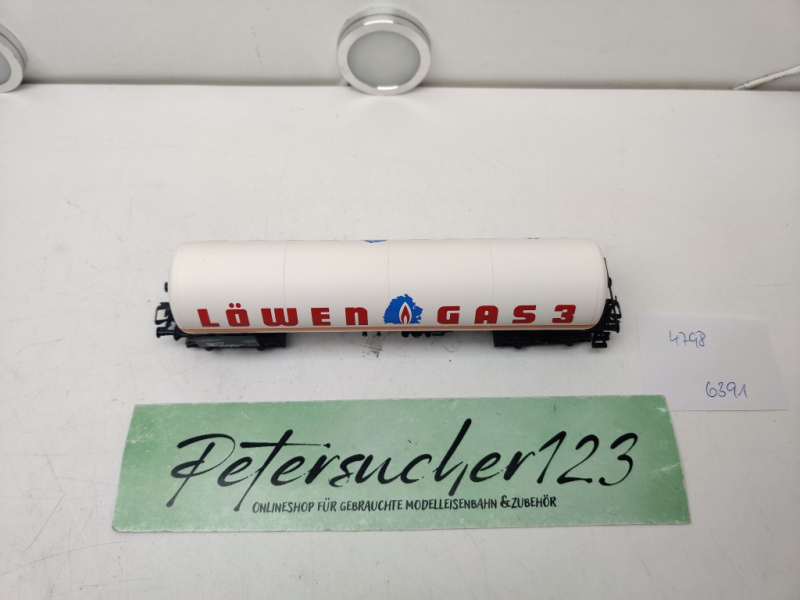 LÖWEN GAS 3
4798
6391
Petersucher123
ONLINESHOP FÜR GEBRAUCHTE MODELLEISENBAHN & ZUBEHÖR